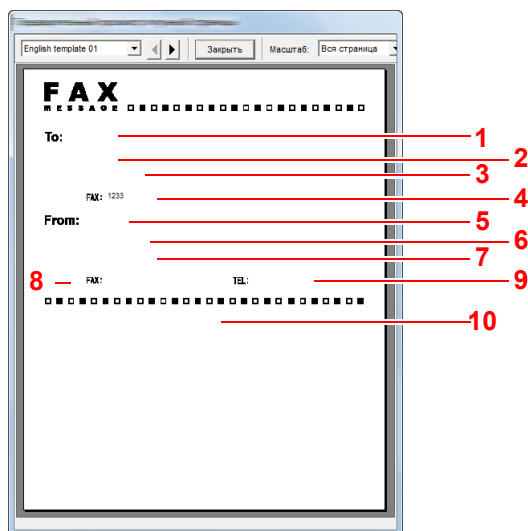 English template 01 Закрыть Масштаб: Вся страница
FAX
MESSAGE
To: 1
2
3
FAX: 1233 4
From: 5
6
7
8 FAX: TEL: 9
10